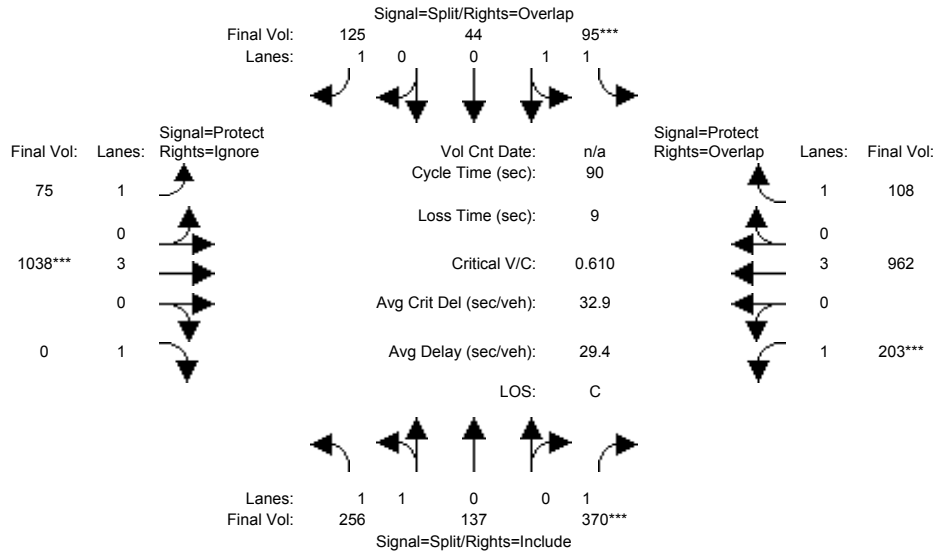 Signal=Split/Rights=Overlap
Final Vol: 125 44 95***
Lanes: 1 0 0 1 1
Signal=Protect Signal=Protect
Final Vol: Lanes: Rights=Ignore Vol Cnt Date: n/a Rights=Overlap Lanes: Final Vol:
Cycle Time (sec): 90
75 1 1 108
Loss Time (sec): 9
0 0
1038*** 3 Critical V/C: 0.610 3 962
0 Avg Crit Del (sec/veh): 32.9 0
0 1 Avg Delay (sec/veh): 29.4 1 203***
LOS: C
Lanes: 1 1 0 0 1
Final Vol: 256 137 370***
Signal=Split/Rights=Include